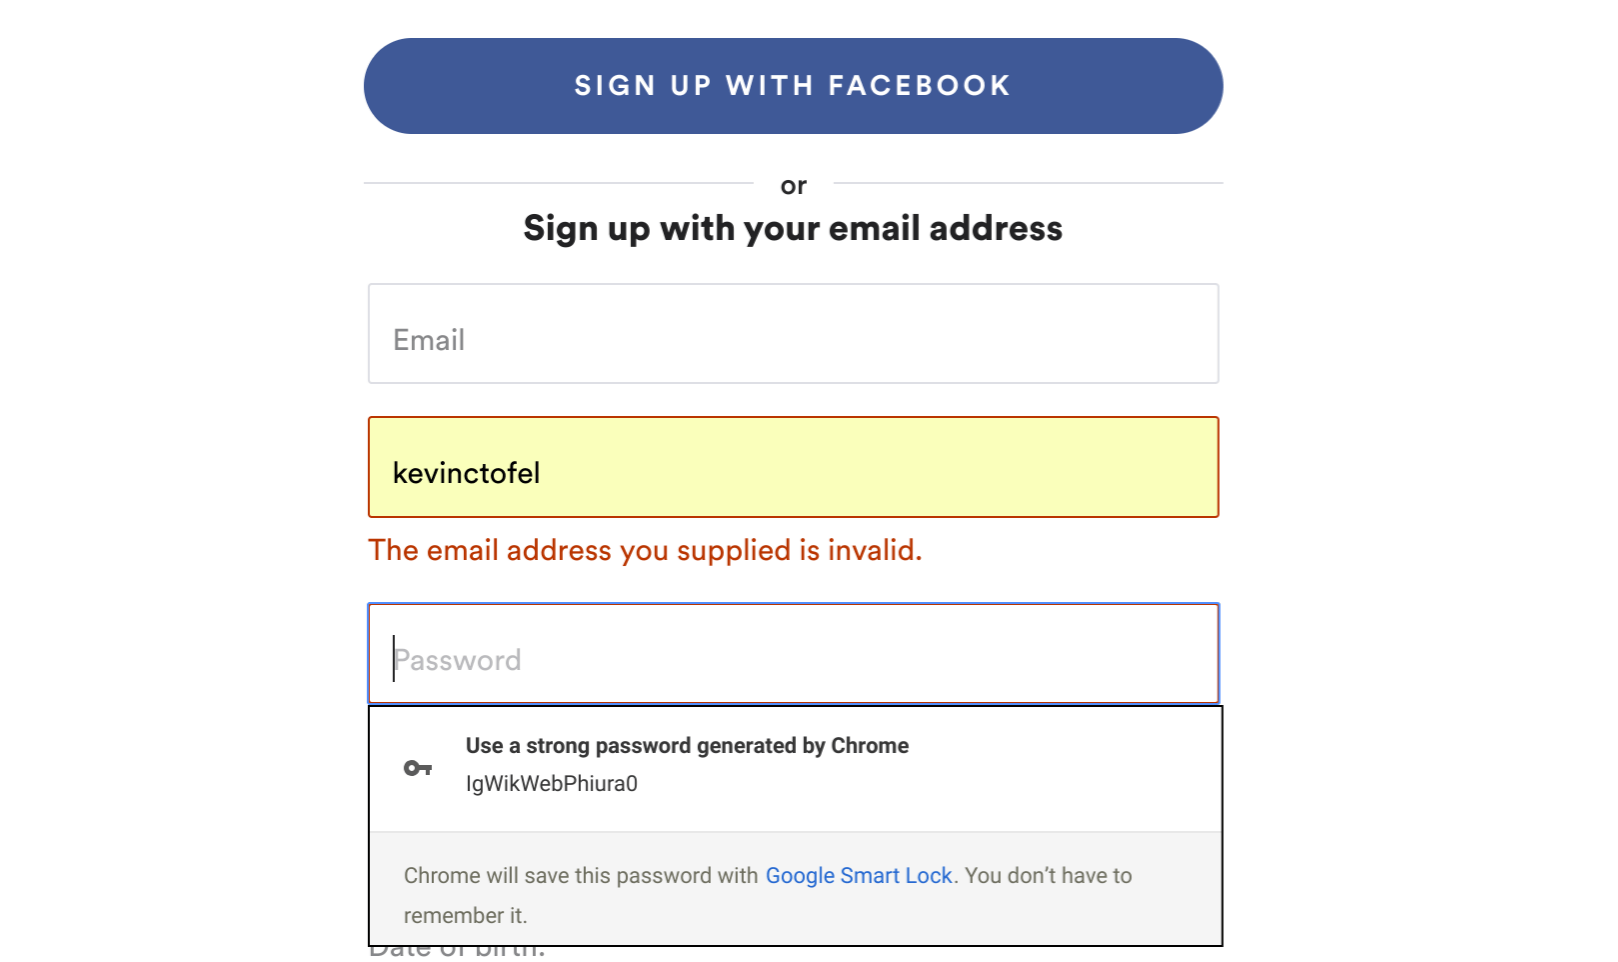 SIGN UP WITH FACEBOOK
or
Sign up with your email address
Email
kevinctofel
The email address you supplied is invalid.
Password
Use a strong password generated by Chrome
IgWikWebPhiura0
Chrome will save this password with Google Smart Lock. You don’t have to
remember it.
Date of birth: